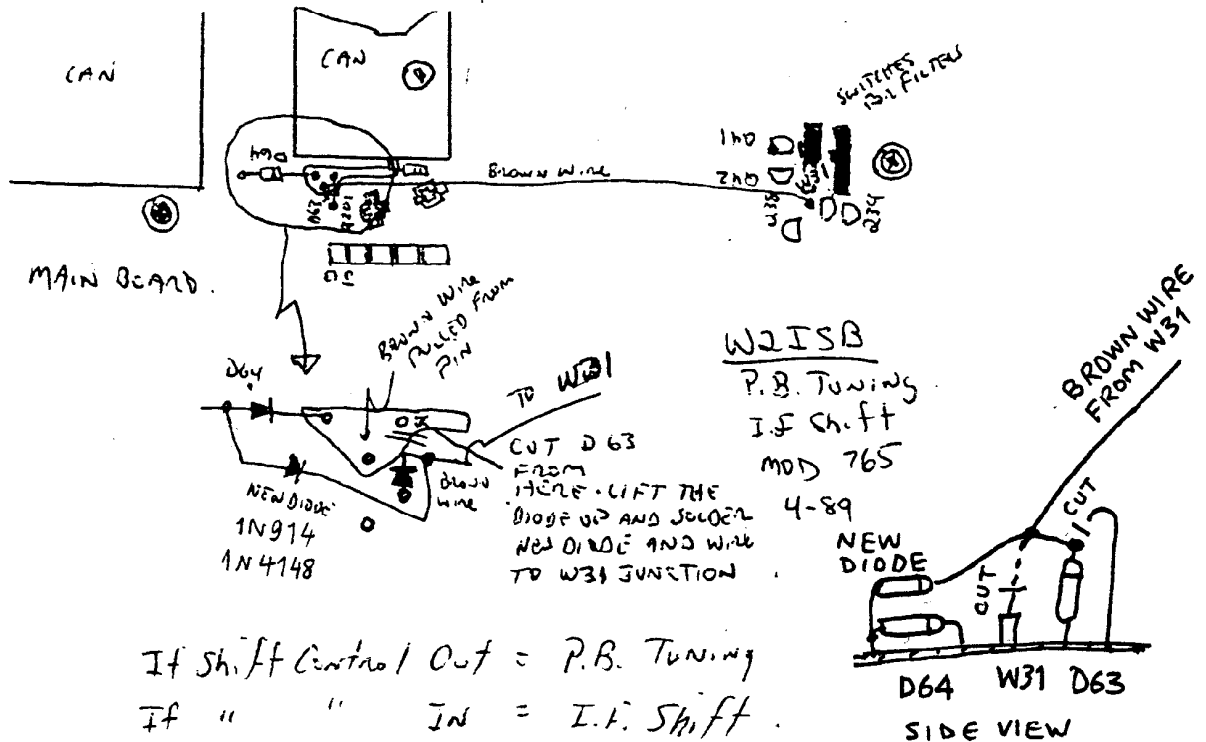 CAN
CAN
SWITCHES
D41
D42
D64
BROWN WIRE
D63
MAIN BOARD.
BROWN WIRE
PULLED FROM
PIN
D64
TO W31
CUT D63
FROM
HERE. LIFT THE
DIODE UP AND SOLDER
NEW DIODE AND WIRE
TO W31 JUNCTION.
BROWN
WIRE
NEW DIODE
1N914
1N4148
W2ISB
P.B. TUNING
I.F Shift
MOD 765
4-89
BROWN WIRE
FROM W31
CUT
NEW
DIODE
CUT
D64 W31 D63
SIDE VIEW
If Shift Control Out = P.B. TUNING
If " " IN = I.F. Shift.